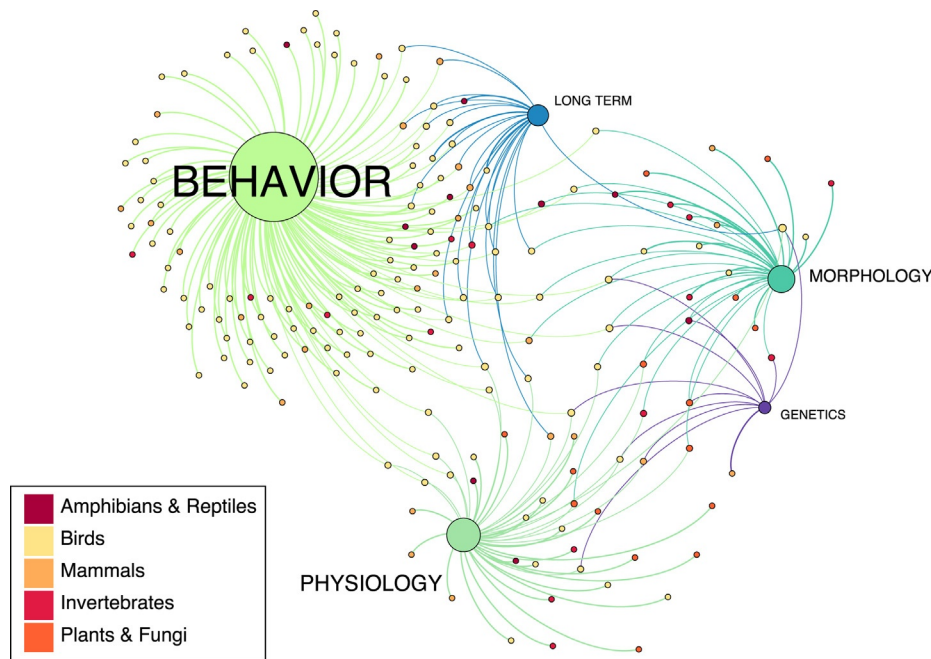 LONG TERM
BEHAVIOR
MORPHOLOGY
GENETICS
PHYSIOLOGY
Amphibians & Reptiles
Birds
Mammals
Invertebrates
Plants & Fungi